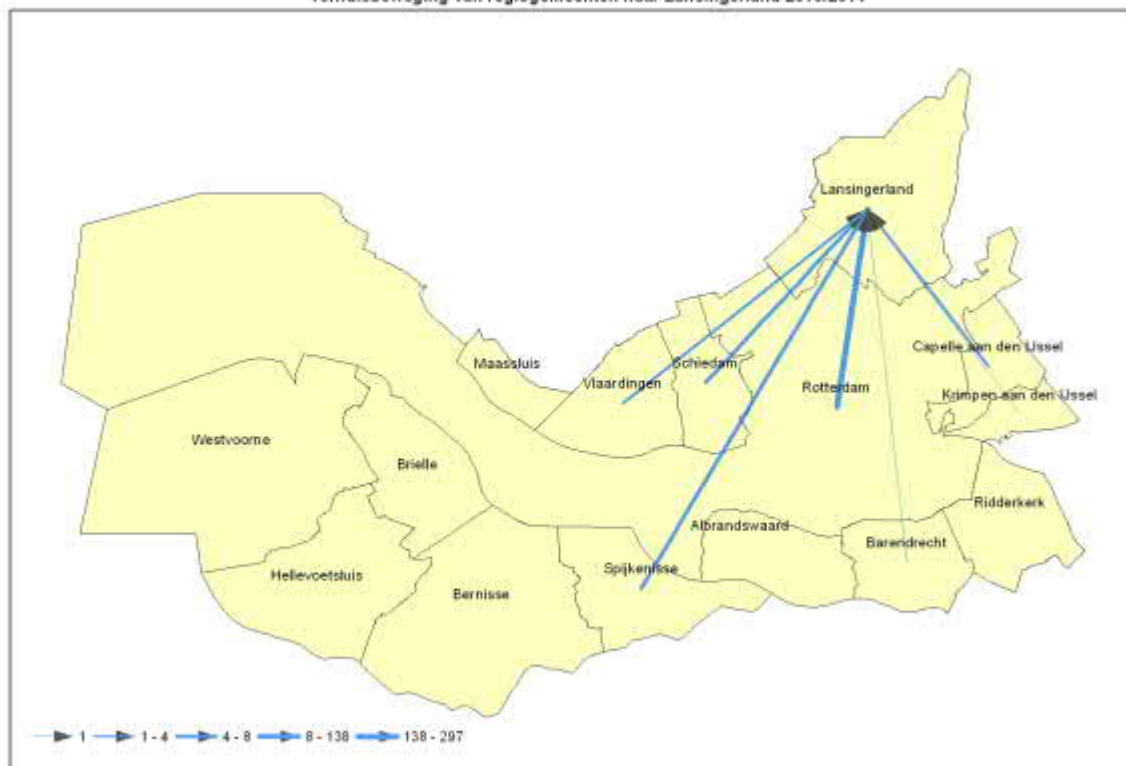 Lansingerland
Maassluis
Vlaardingen
Schiedam
Capelle aan den IJssel
Rotterdam
Krimpen aan den IJssel
Westvoorne
Brielle
Ridderkerk
Albrandswaard
Barendrecht
Hellevoetsluis
Spijkenisse
Bernisse
1 1 - 4 4 - 8 8 - 138 138 - 297